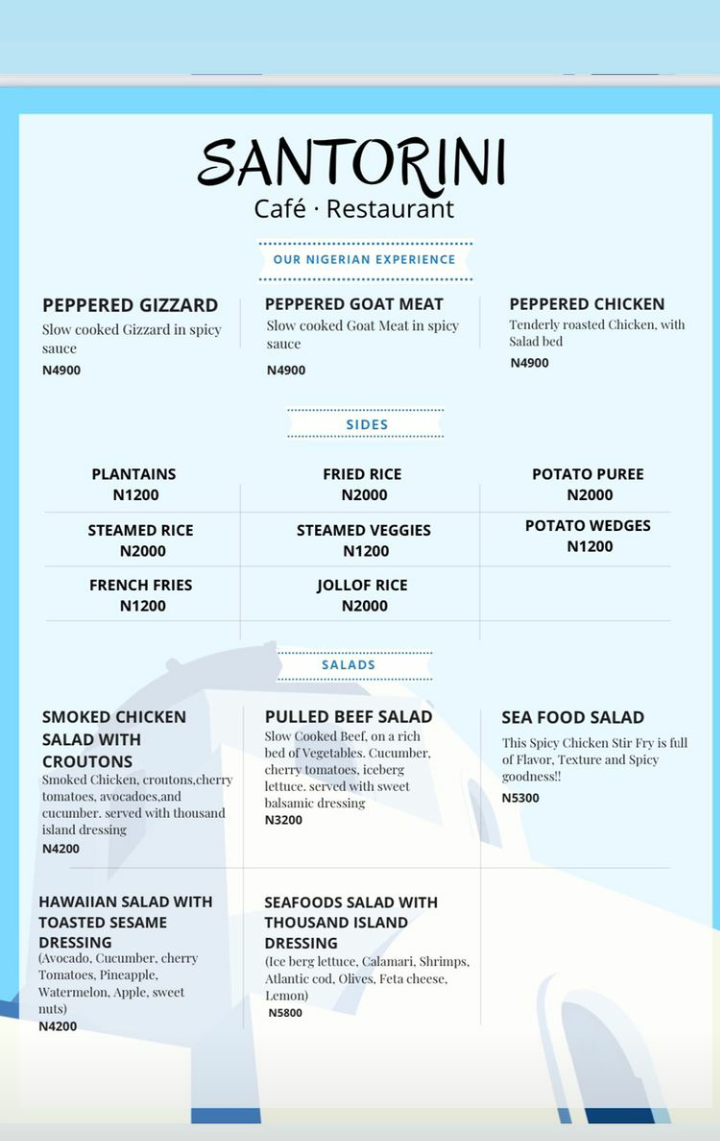 SANTORINI
Café · Restaurant
OUR NIGERIAN EXPERIENCE
PEPPERED GIZZARD
Slow cooked Gizzard in spicy
sauce
N4900
PEPPERED GOAT MEAT
Slow cooked Goat Meat in spicy
sauce
N4900
PEPPERED CHICKEN
Tenderly roasted Chicken, with
Salad bed
N4900
SIDES
PLANTAINS
N1200
FRIED RICE
N2000
POTATO PUREE
N2000
STEAMED RICE
N2000
STEAMED VEGGIES
N1200
POTATO WEDGES
N1200
FRENCH FRIES
N1200
JOLLOF RICE
N2000
SALADS
SMOKED CHICKEN
SALAD WITH
CROUTONS
Smoked Chicken, croutons,cherry
tomatoes, avocadoes,and
cucumber. served with thousand
island dressing
N4200
PULLED BEEF SALAD
Slow Cooked Beef, on a rich
bed of Vegetables. Cucumber,
cherry tomatoes, iceberg
lettuce. served with sweet
balsamic dressing
N3200
SEA FOOD SALAD
This Spicy Chicken Stir Fry is full
of Flavor, Texture and Spicy
goodness!!
N5300
HAWAIIAN SALAD WITH
TOASTED SESAME
DRESSING
(Avocado, Cucumber, cherry
Tomatoes, Pineapple,
Watermelon, Apple, sweet
nuts)
N4200
SEAFOODS SALAD WITH
THOUSAND ISLAND
DRESSING
(Ice berg lettuce, Calamari, Shrimps,
Atlantic cod, Olives, Feta cheese,
Lemon)
N5800